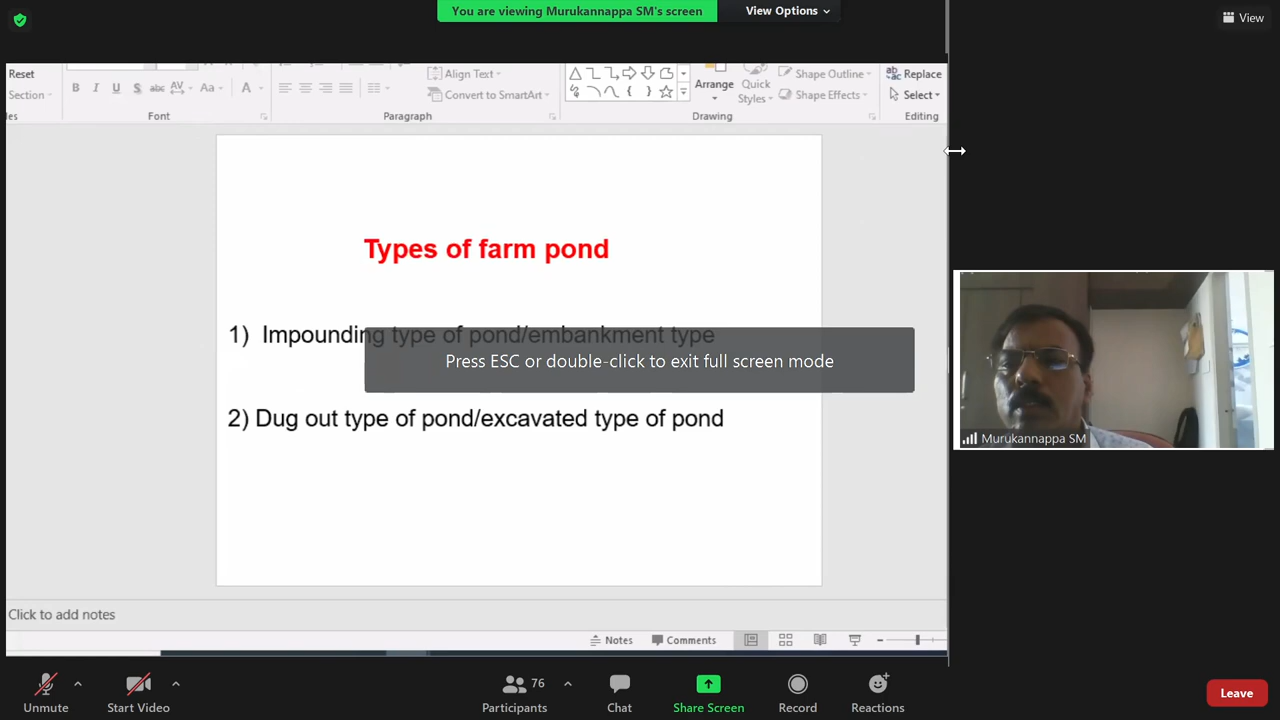 You are viewing Murukannappa SM's screen
View Options
View
Reset
Section
Align Text
Convert to SmartArt
Arrange
Quick
Styles
Shape Outline
Shape Effects
Replace
Select
B I U S abc AV Aa A
les
Font
Paragraph
Drawing
Editing
Types of farm pond
1) Impounding type of pond/embankment type
Press ESC or double-click to exit full screen mode
2) Dug out type of pond/excavated type of pond
Murukannappa SM
Click to add notes
Notes
Comments
76
Unmute
Start Video
Participants
Chat
Share Screen
Record
Reactions
Leave